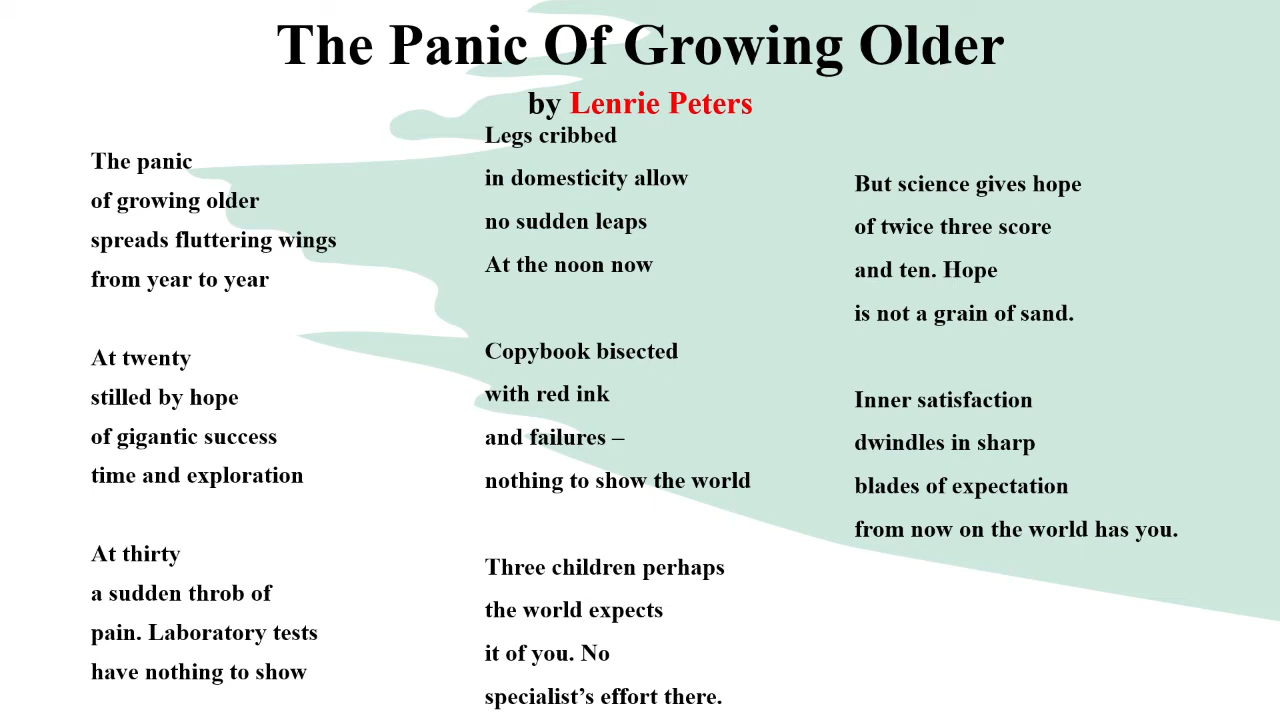 The Panic Of Growing Older
by Lenrie Peters
The panic
of growing older
spreads fluttering wings
from year to year
At twenty
stilled by hope
of gigantic success
time and exploration
At thirty
a sudden throb of
pain. Laboratory tests
have nothing to show
Legs cribbed
in domesticity allow
no sudden leaps
At the noon now
Copybook bisected
with red ink
and failures –
nothing to show the world
Three children perhaps
the world expects
it of you. No
specialist’s effort there.
But science gives hope
of twice three score
and ten. Hope
is not a grain of sand.
Inner satisfaction
dwindles in sharp
blades of expectation
from now on the world has you.